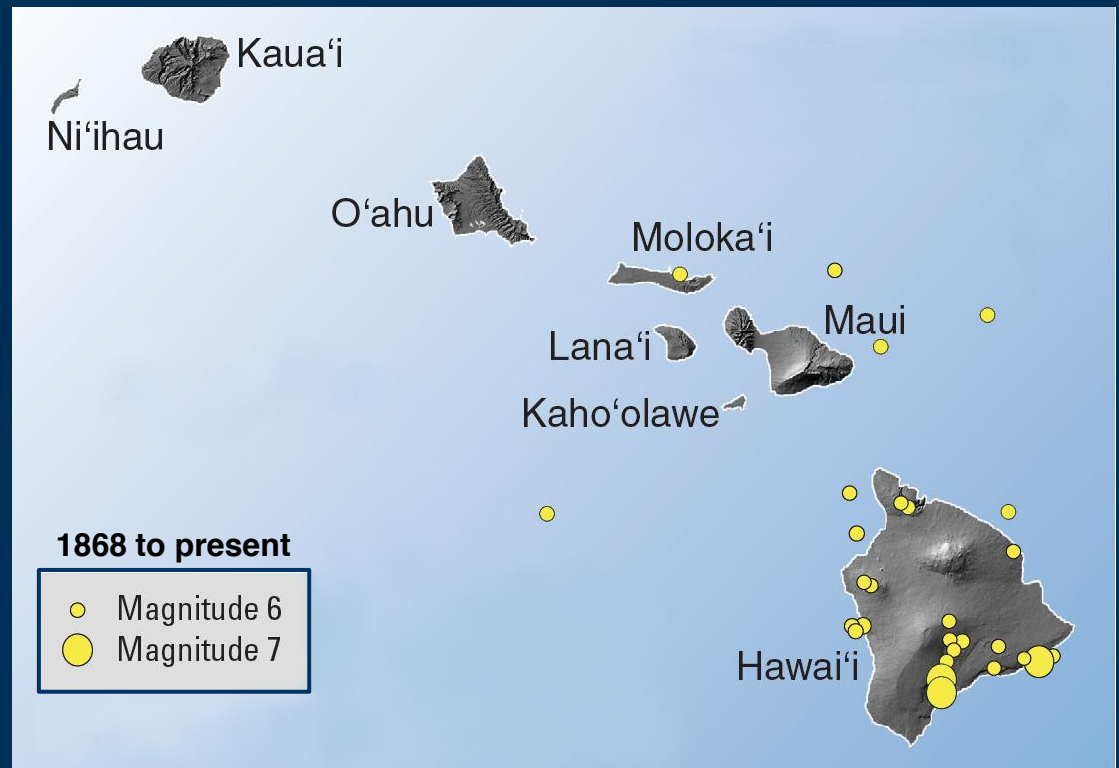 Kaua‘i
Ni‘ihau
O‘ahu
Moloka‘i
Maui
Lana‘i
Kaho‘olawe
1868 to present
Magnitude 6
Magnitude 7
Hawai‘i